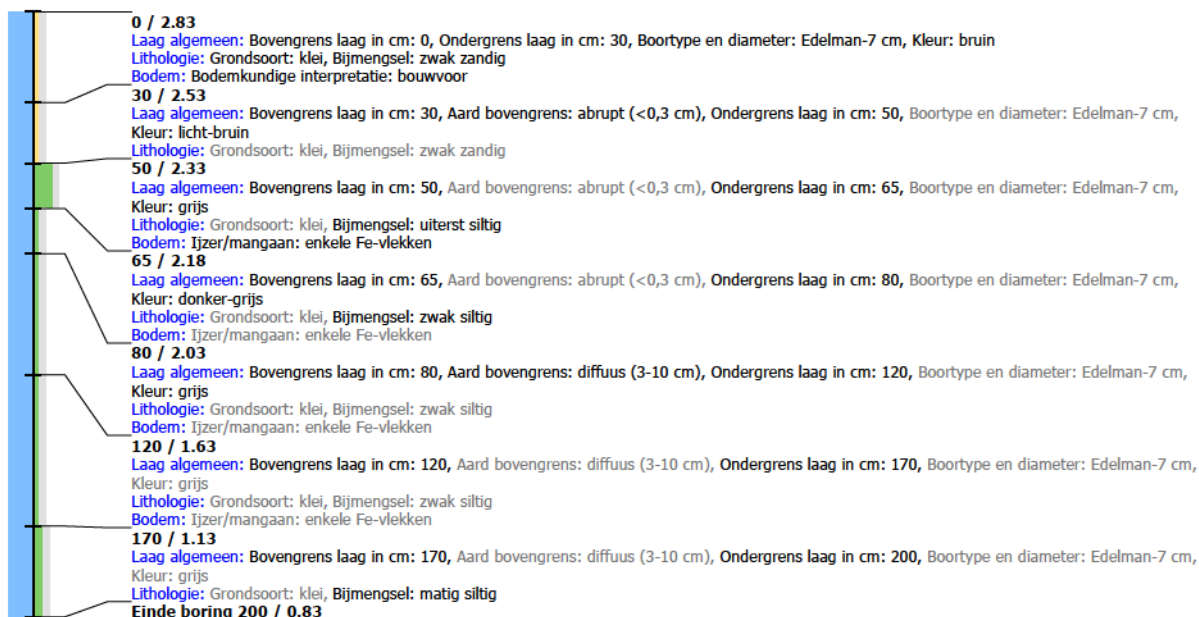 0 / 2.83
Laag algemeen: Bovengrens laag in cm: 0, Ondergrens laag in cm: 30, Boortype en diameter: Edelman-7 cm, Kleur: bruin
Lithologie: Grondsoort: klei, Bijmengsel: zwak zandig
Bodem: Bodemkundige interpretatie: bouwvoor
30 / 2.53
Laag algemeen: Bovengrens laag in cm: 30, Aard bovengrens: abrupt (<0,3 cm), Ondergrens laag in cm: 50, Boortype en diameter: Edelman-7 cm,
Kleur: licht-bruin
Lithologie: Grondsoort: klei, Bijmengsel: zwak zandig
50 / 2.33
Laag algemeen: Bovengrens laag in cm: 50, Aard bovengrens: abrupt (<0,3 cm), Ondergrens laag in cm: 65, Boortype en diameter: Edelman-7 cm,
Kleur: grijs
Lithologie: Grondsoort: klei, Bijmengsel: uiterst siltig
Bodem: Ijzer/mangaan: enkele Fe-vlekken
65 / 2.18
Laag algemeen: Bovengrens laag in cm: 65, Aard bovengrens: abrupt (<0,3 cm), Ondergrens laag in cm: 80, Boortype en diameter: Edelman-7 cm,
Kleur: donker-grijs
Lithologie: Grondsoort: klei, Bijmengsel: zwak siltig
Bodem: Ijzer/mangaan: enkele Fe-vlekken
80 / 2.03
Laag algemeen: Bovengrens laag in cm: 80, Aard bovengrens: diffuus (3-10 cm), Ondergrens laag in cm: 120, Boortype en diameter: Edelman-7 cm,
Kleur: grijs
Lithologie: Grondsoort: klei, Bijmengsel: zwak siltig
Bodem: Ijzer/mangaan: enkele Fe-vlekken
120 / 1.63
Laag algemeen: Bovengrens laag in cm: 120, Aard bovengrens: diffuus (3-10 cm), Ondergrens laag in cm: 170, Boortype en diameter: Edelman-7 cm,
Kleur: grijs
Lithologie: Grondsoort: klei, Bijmengsel: zwak siltig
Bodem: Ijzer/mangaan: enkele Fe-vlekken
170 / 1.13
Laag algemeen: Bovengrens laag in cm: 170, Aard bovengrens: diffuus (3-10 cm), Ondergrens laag in cm: 200, Boortype en diameter: Edelman-7 cm,
Kleur: grijs
Lithologie: Grondsoort: klei, Bijmengsel: matig siltig
Einde boring 200 / 0.83